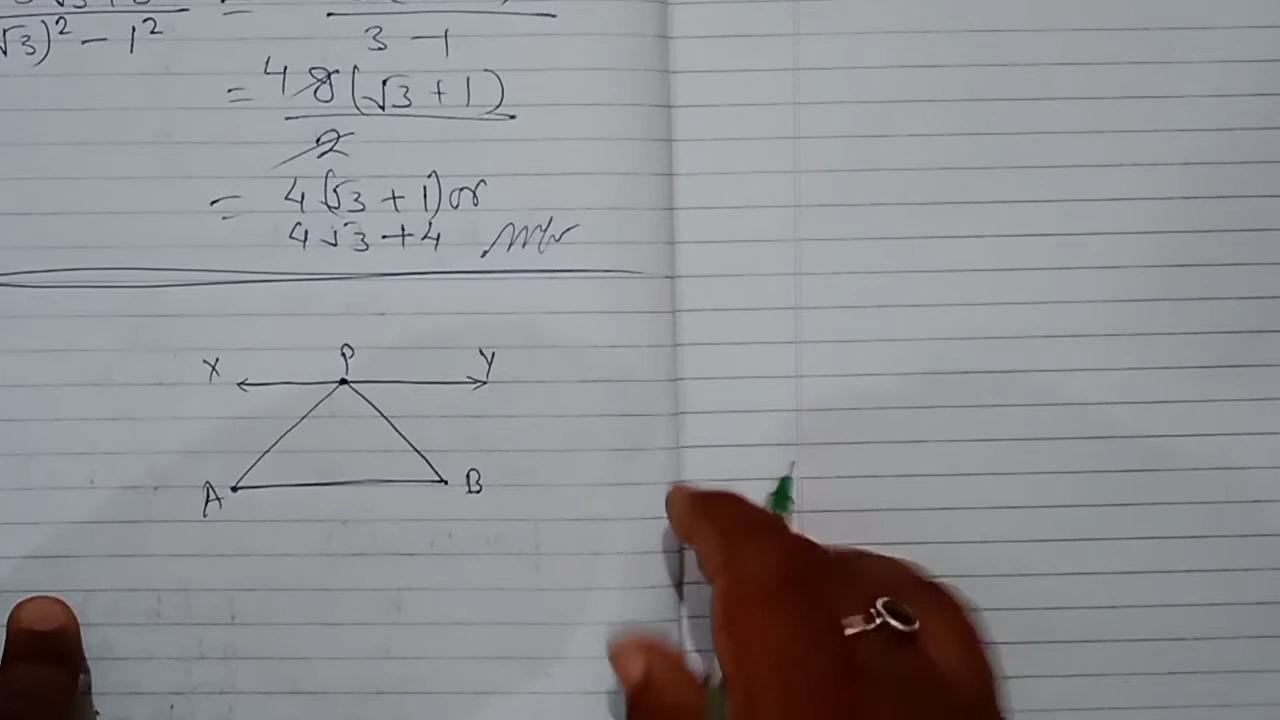 (√3)² - 1²
3 - 1
= 4 8(√3 + 1)
2
= 4(√3 + 1) or
4√3 + 4
X P Y
A B